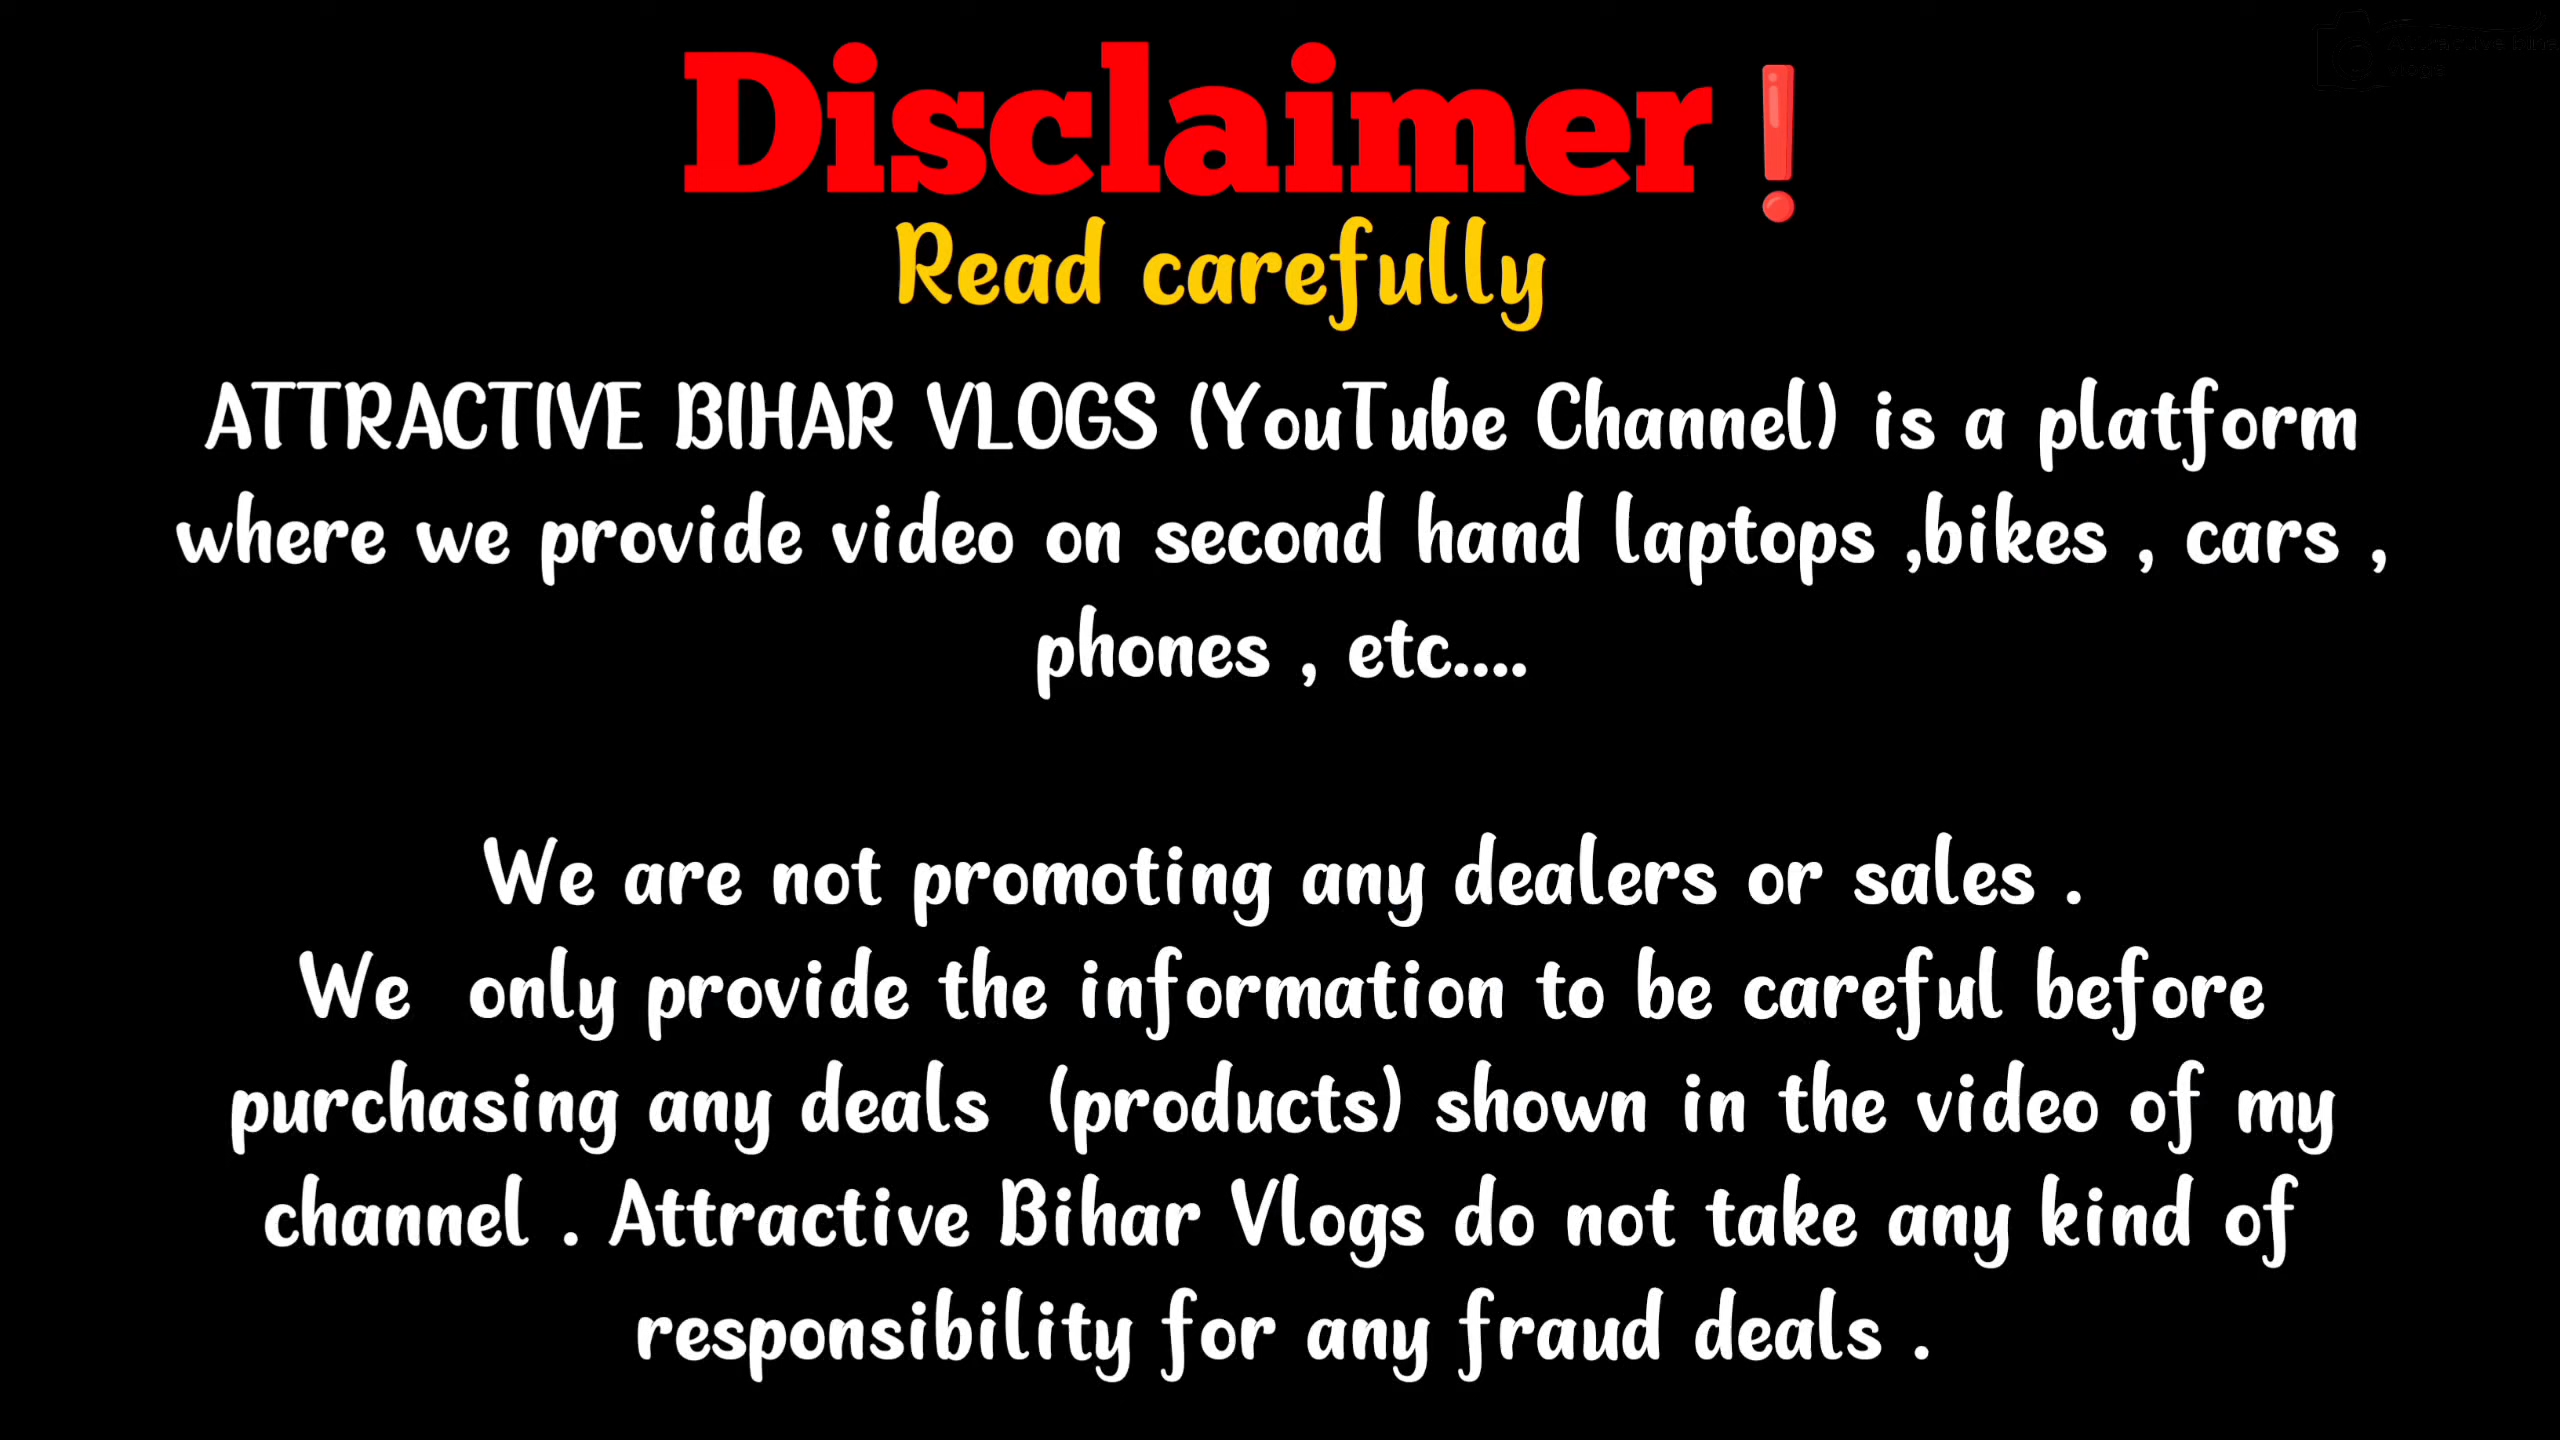 Disclaimer❗
Read carefully
ATTRACTIVE BIHAR VLOGS (YouTube Channel) is a platform
where we provide video on second hand laptops ,bikes , cars ,
phones , etc....
We are not promoting any dealers or sales .
We  only provide the information to be careful before
purchasing any deals  (products) shown in the video of my
channel . Attractive Bihar Vlogs do not take any kind of
responsibility for any fraud deals .